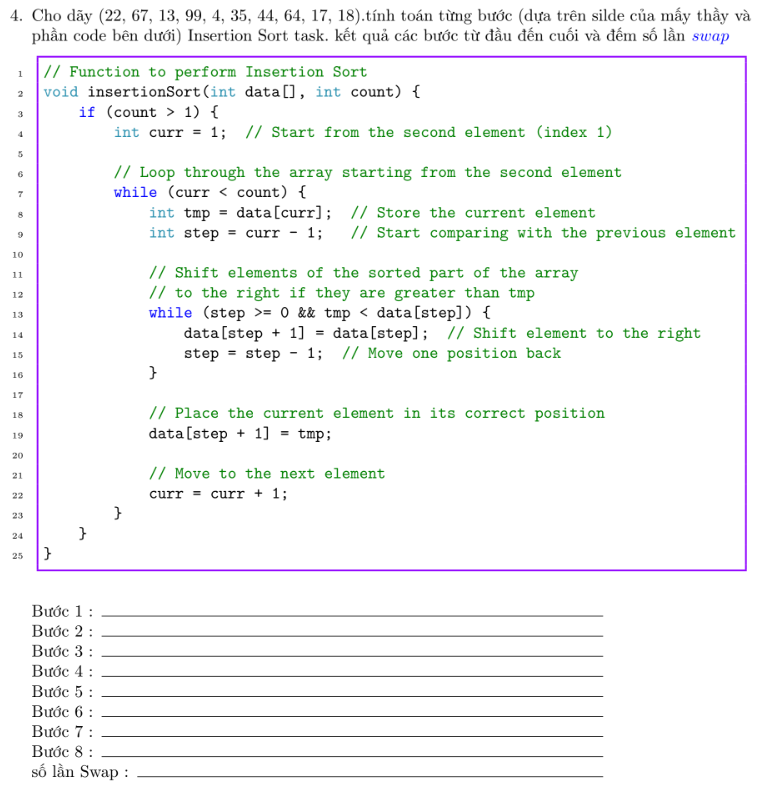 4. Cho dãy (22, 67, 13, 99, 4, 35, 44, 64, 17, 18).tính toán từng bước (dựa trên silde của mấy thầy và
phần code bên dưới) Insertion Sort task. kết quả các bước từ đầu đến cuối và đếm số lần swap
1 // Function to perform Insertion Sort
2 void insertionSort(int data[], int count) {
3     if (count > 1) {
4         int curr = 1;  // Start from the second element (index 1)
5
6         // Loop through the array starting from the second element
7         while (curr < count) {
8             int tmp = data[curr];  // Store the current element
9             int step = curr - 1;   // Start comparing with the previous element
10
11             // Shift elements of the sorted part of the array
12             // to the right if they are greater than tmp
13             while (step >= 0 && tmp < data[step]) {
14                 data[step + 1] = data[step];  // Shift element to the right
15                 step = step - 1;  // Move one position back
16             }
17
18             // Place the current element in its correct position
19             data[step + 1] = tmp;
20
21             // Move to the next element
22             curr = curr + 1;
23         }
24     }
25 }
Bước 1 :
Bước 2 :
Bước 3 :
Bước 4 :
Bước 5 :
Bước 6 :
Bước 7 :
Bước 8 :
số lần Swap :